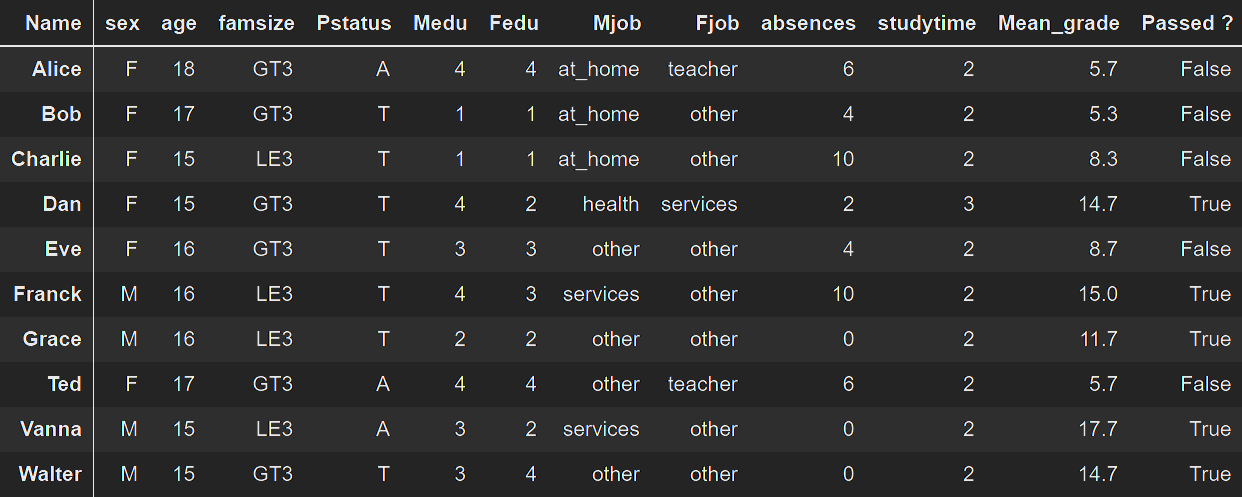 Name sex age famsize Pstatus Medu Fedu Mjob Fjob absences studytime Mean_grade Passed ?
Alice F 18 GT3 A 4 4 at_home teacher 6 2 5.7 False
Bob F 17 GT3 T 1 1 at_home other 4 2 5.3 False
Charlie F 15 LE3 T 1 1 at_home other 10 2 8.3 False
Dan F 15 GT3 T 4 2 health services 2 3 14.7 True
Eve F 16 GT3 T 3 3 other other 4 2 8.7 False
Franck M 16 LE3 T 4 3 services other 10 2 15.0 True
Grace M 16 LE3 T 2 2 other other 0 2 11.7 True
Ted F 17 GT3 A 4 4 other teacher 6 2 5.7 False
Vanna M 15 LE3 A 3 2 services other 0 2 17.7 True
Walter M 15 GT3 T 3 4 other other 0 2 14.7 True